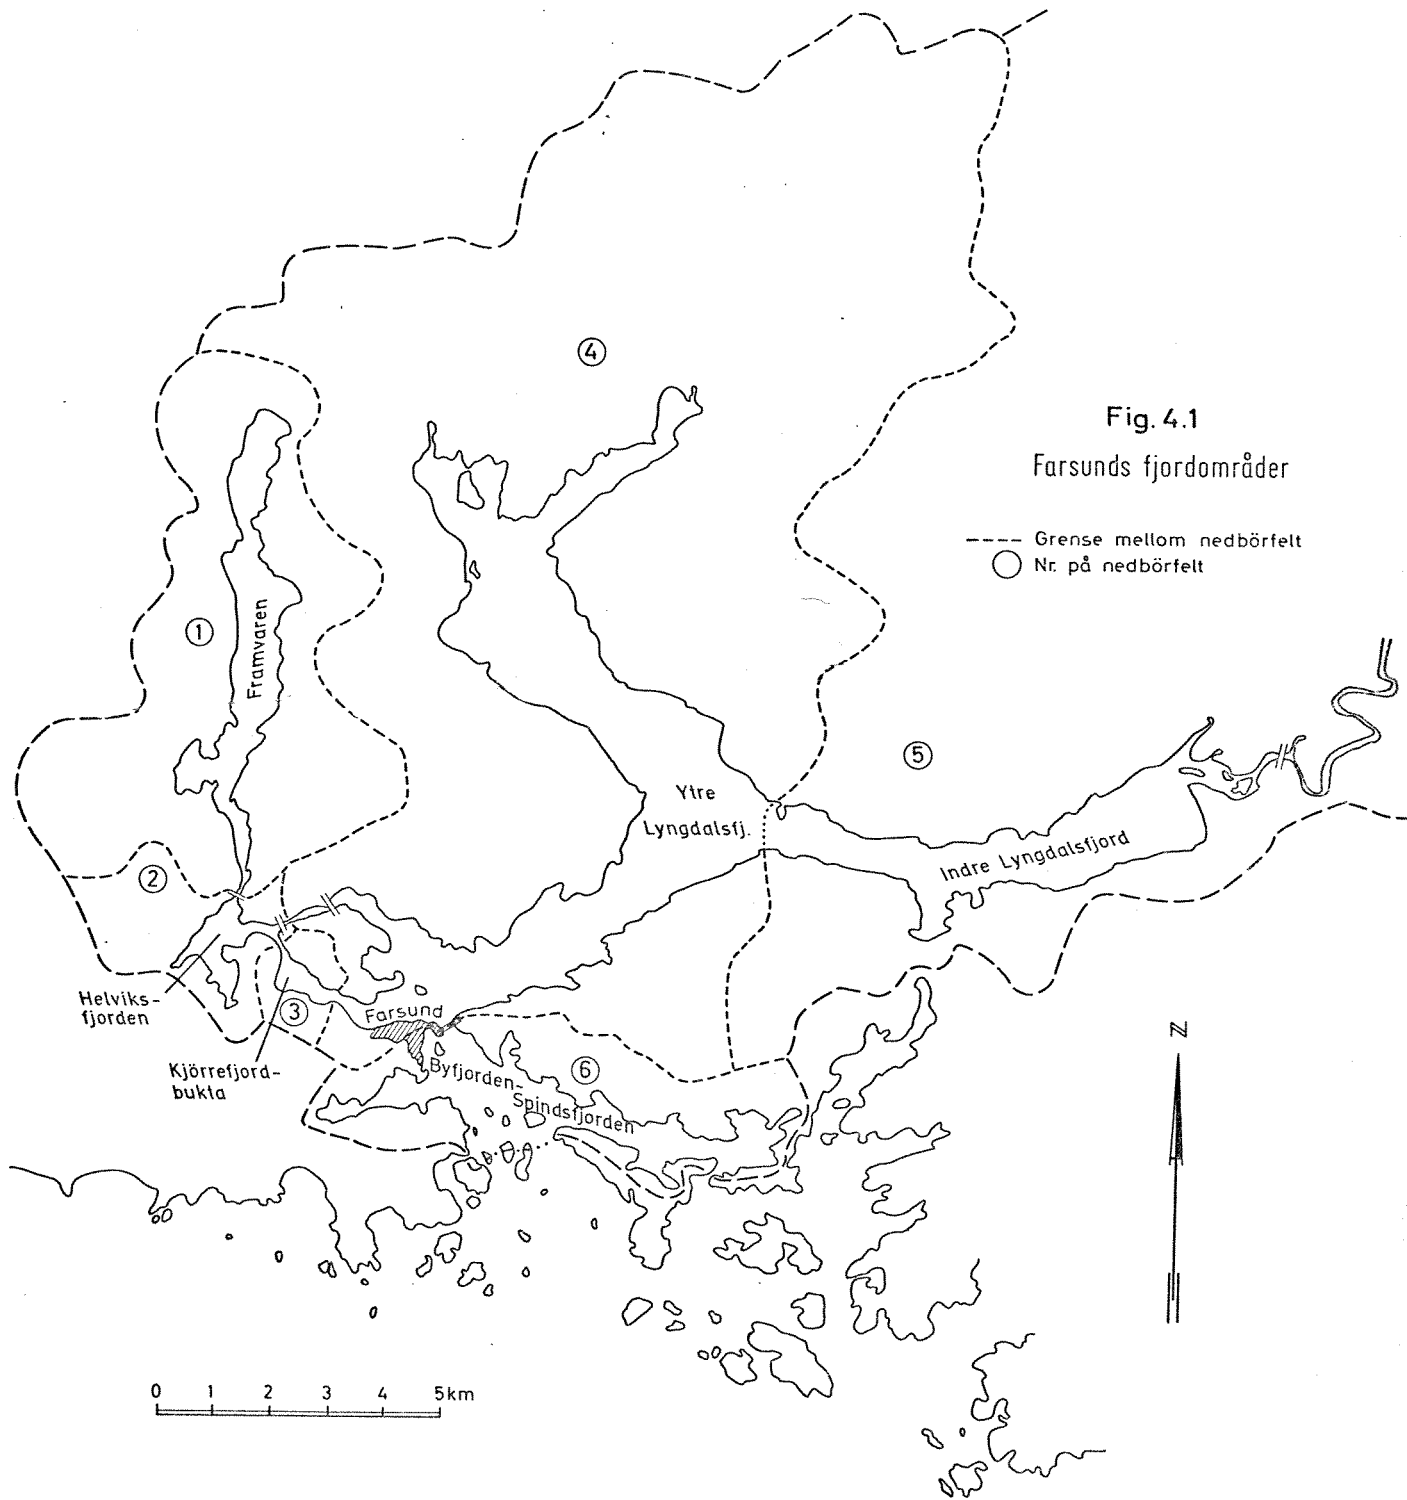 Fig. 4.1
Farsunds fjordområder
Grense mellom nedbörfelt
Nr. på nedbörfelt
4
1
Framvaren
5
Ytre
Lyngdalsfj.
Indre Lyngdalsfjord
2
Helviks-
fjorden
3
Farsund
Kjörrefjord-
bukta
6
Byfjorden-
Spindsfjorden
N
0 1 2 3 4 5km